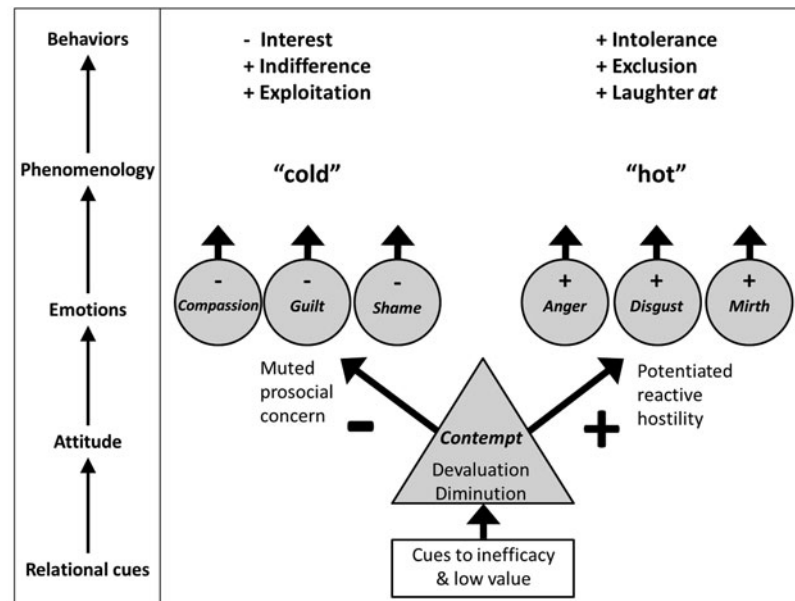 Behaviors
Phenomenology
Emotions
Attitude
Relational cues
- Interest
+ Indifference
+ Exploitation
+ Intolerance
+ Exclusion
+ Laughter at
“cold”
“hot”
-
Compassion
-
Guilt
-
Shame
+
Anger
+
Disgust
+
Mirth
Muted
prosocial
concern
-
Potentiated
reactive
hostility
+
Contempt
Devaluation
Diminution
Cues to inefficacy
& low value